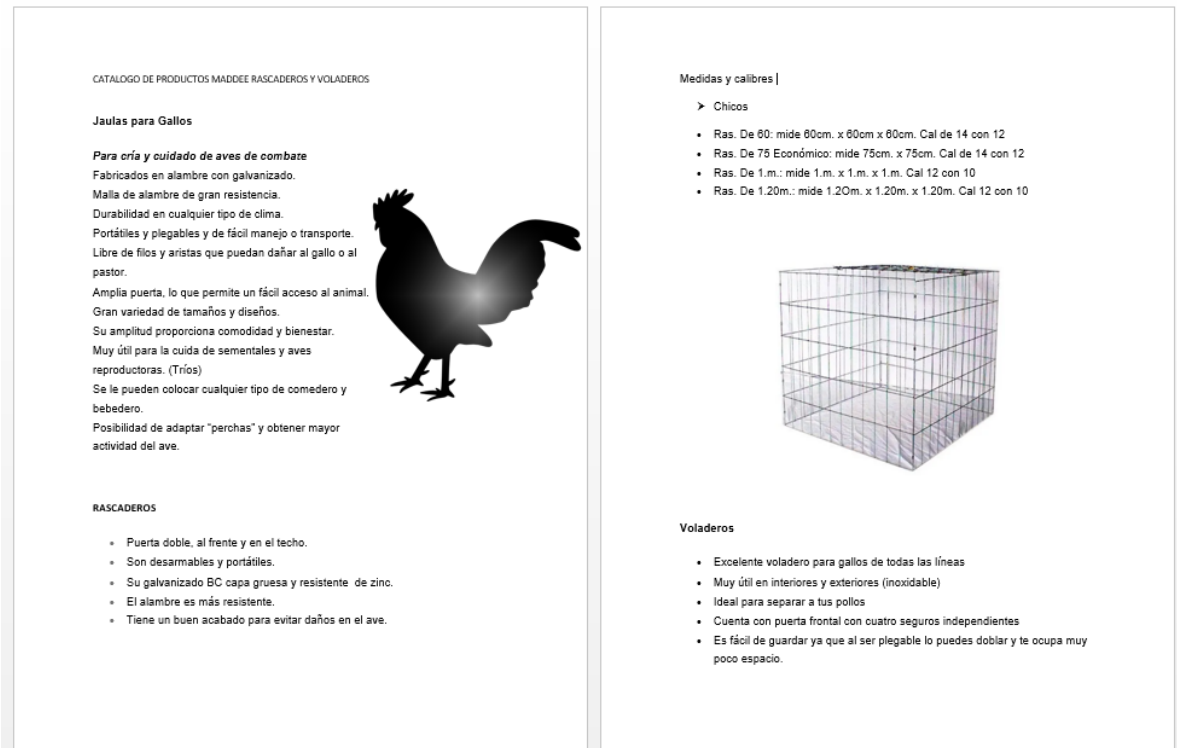 CATALOGO DE PRODUCTOS MADDEE RASCADEROS Y VOLADEROS
Jaulas para Gallos
Para cría y cuidado de aves de combate
Fabricados en alambre con galvanizado.
Malla de alambre de gran resistencia.
Durabilidad en cualquier tipo de clima.
Portátiles y plegables y de fácil manejo o transporte.
Libre de filos y aristas que puedan dañar al gallo o al
pastor.
Amplia puerta, lo que permite un fácil acceso al animal.
Gran variedad de tamaños y diseños.
Su amplitud proporciona comodidad y bienestar.
Muy útil para la cuida de sementales y aves
reproductoras. (Tríos)
Se le pueden colocar cualquier tipo de comedero y
bebedero.
Posibilidad de adaptar “perchas” y obtener mayor
actividad del ave.
RASCADEROS
• Puerta doble, al frente y en el techo.
• Son desarmables y portátiles.
• Su galvanizado BC capa gruesa y resistente de zinc.
• El alambre es más resistente.
• Tiene un buen acabado para evitar daños en el ave.
Medidas y calibres
➤ Chicos
• Ras. De 60: mide 60cm. x 60cm x 60cm. Cal de 14 con 12
• Ras. De 75 Económico: mide 75cm. x 75cm. Cal de 14 con 12
• Ras. De 1.m.: mide 1.m. x 1.m. x 1.m. Cal 12 con 10
• Ras. De 1.20m.: mide 1.2Om. x 1.20m. x 1.20m. Cal 12 con 10
Voladeros
• Excelente voladero para gallos de todas las líneas
• Muy útil en interiores y exteriores (inoxidable)
• Ideal para separar a tus pollos
• Cuenta con puerta frontal con cuatro seguros independientes
• Es fácil de guardar ya que al ser plegable lo puedes doblar y te ocupa muy
poco espacio.